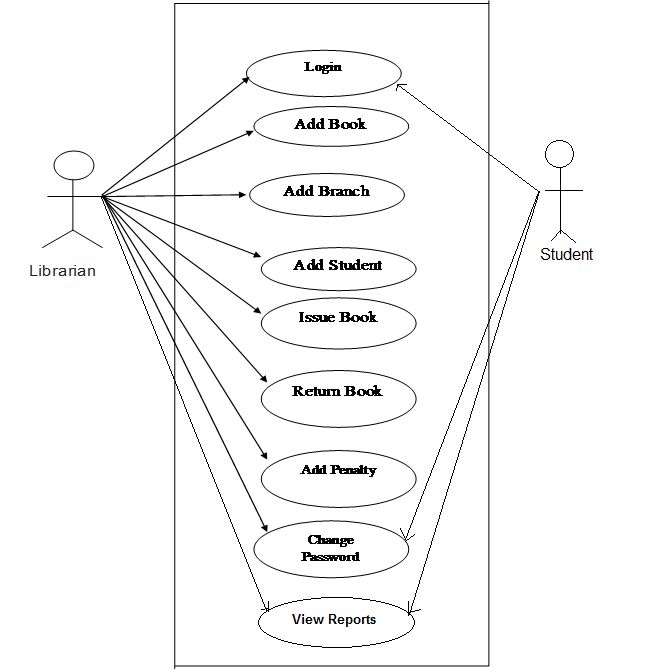 Login
Add Book
Add Branch
Librarian
Student
Add Student
Issue Book
Return Book
Add Penalty
Change
Password
View Reports